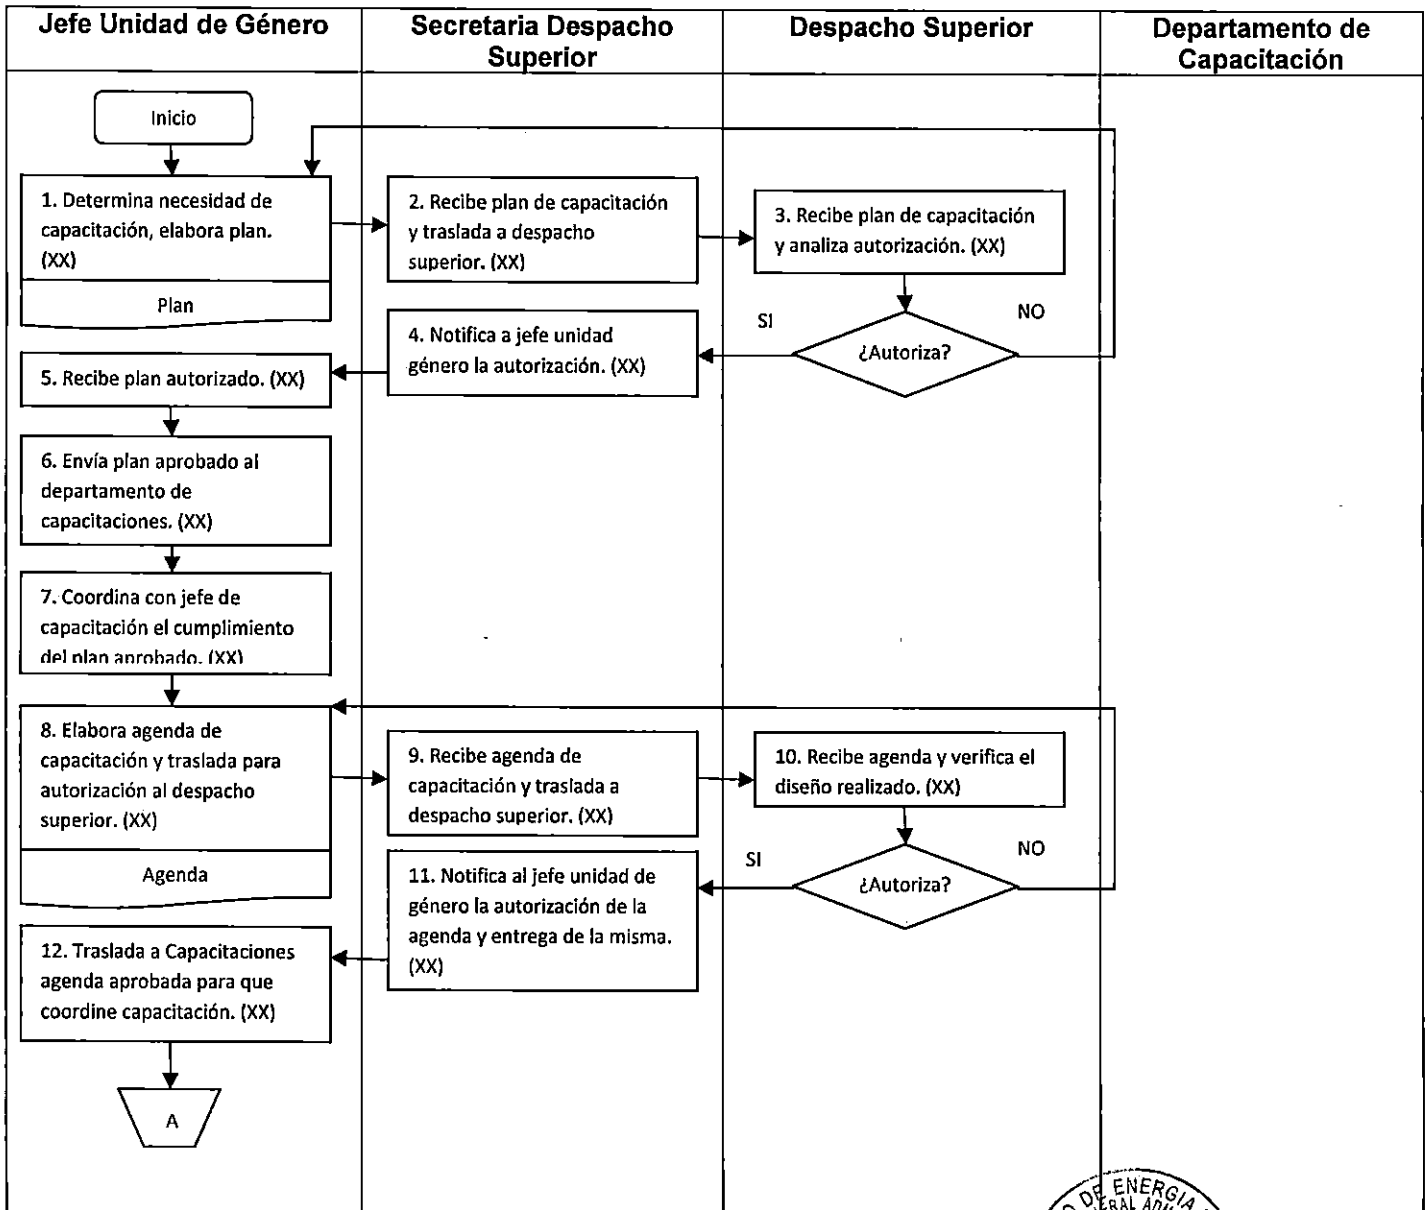 Jefe Unidad de Género
Secretaria Despacho
Superior
Despacho Superior
Departamento de
Capacitación
Inicio
1. Determina necesidad de
capacitación, elabora plan.
(XX)
Plan
2. Recibe plan de capacitación
y traslada a despacho
superior. (XX)
3. Recibe plan de capacitación
y analiza autorización. (XX)
¿Autoriza?
SI
NO
4. Notifica a jefe unidad
género la autorización. (XX)
5. Recibe plan autorizado. (XX)
6. Envía plan aprobado al
departamento de
capacitaciones. (XX)
7. Coordina con jefe de
capacitación el cumplimiento
del plan aprobado. (XX)
8. Elabora agenda de
capacitación y traslada para
autorización al despacho
superior. (XX)
Agenda
9. Recibe agenda de
capacitación y traslada a
despacho superior. (XX)
10. Recibe agenda y verifica el
diseño realizado. (XX)
¿Autoriza?
SI
NO
11. Notifica al jefe unidad de
género la autorización de la
agenda y entrega de la misma.
(XX)
12. Traslada a Capacitaciones
agenda aprobada para que
coordine capacitación. (XX)
A
DE ENERGIA